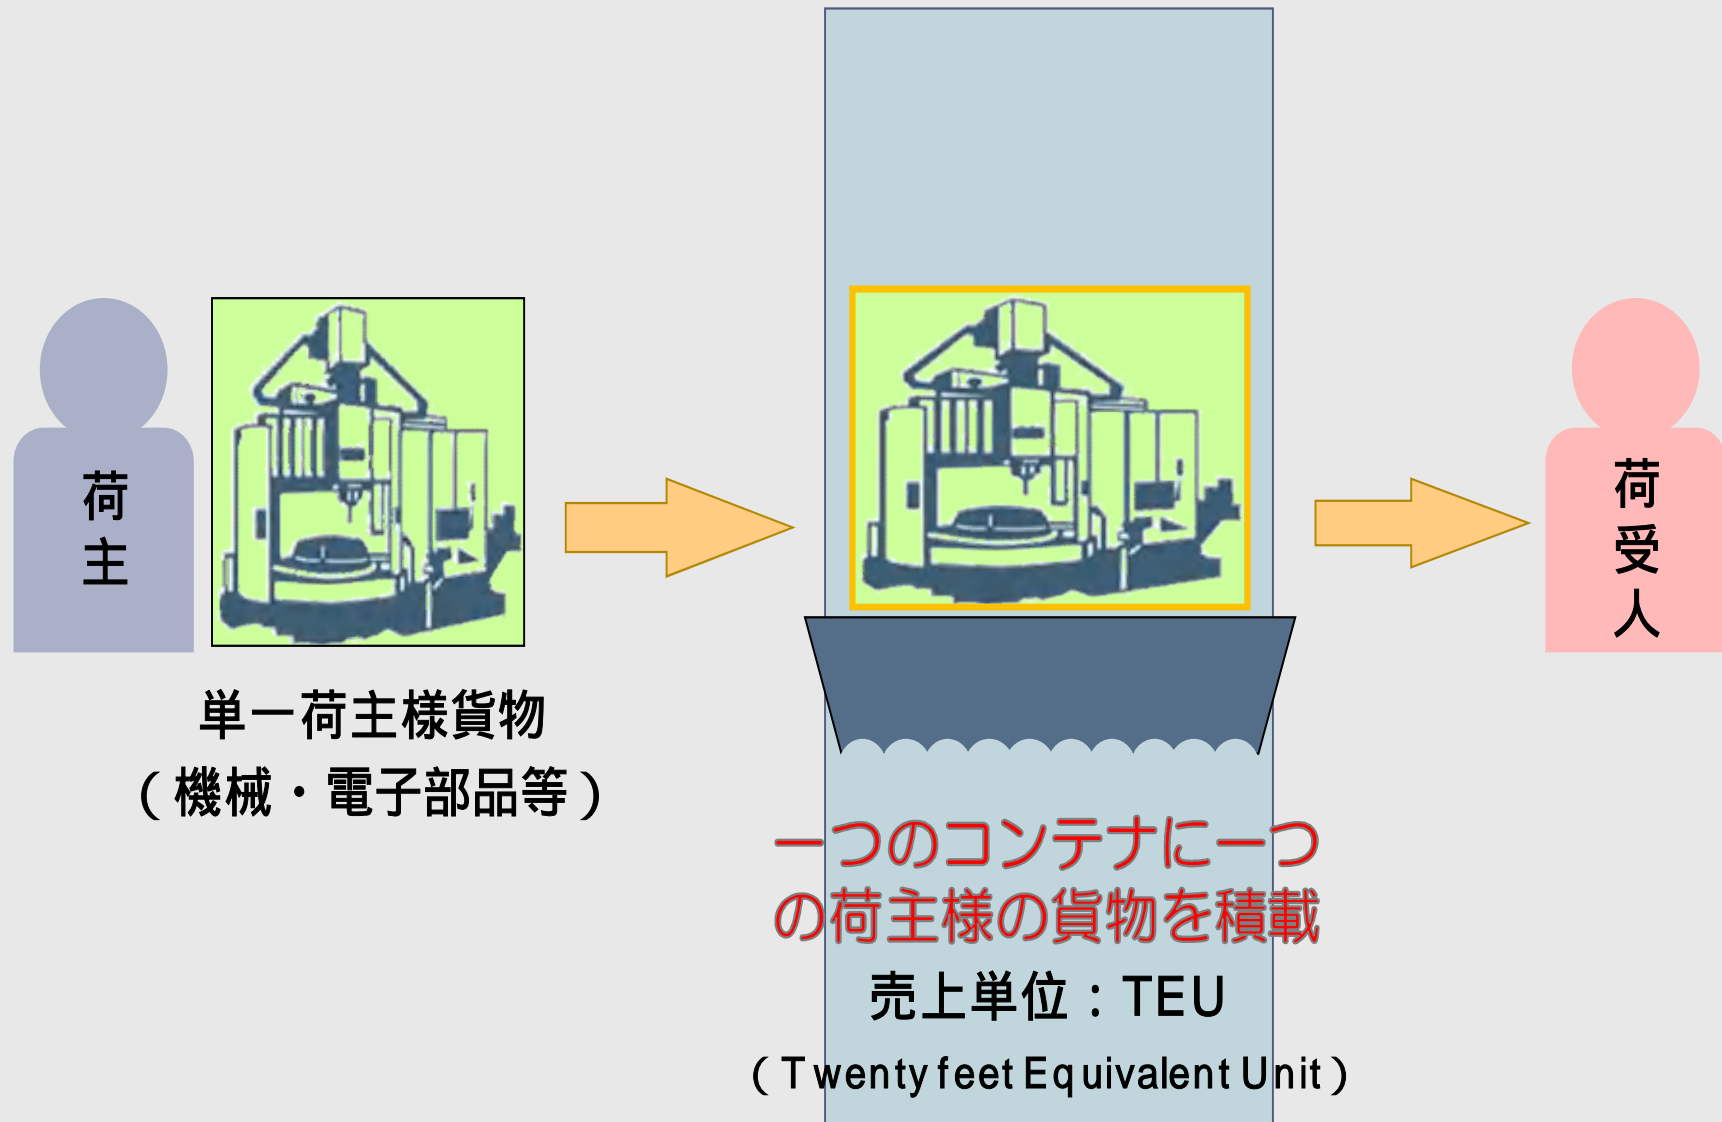 荷主
単一荷主様貨物
（機械・電子部品等）
一つのコンテナに一つ
の荷主様の貨物を積載
売上単位：TEU
（Twenty feet Equivalent Unit）
荷受人